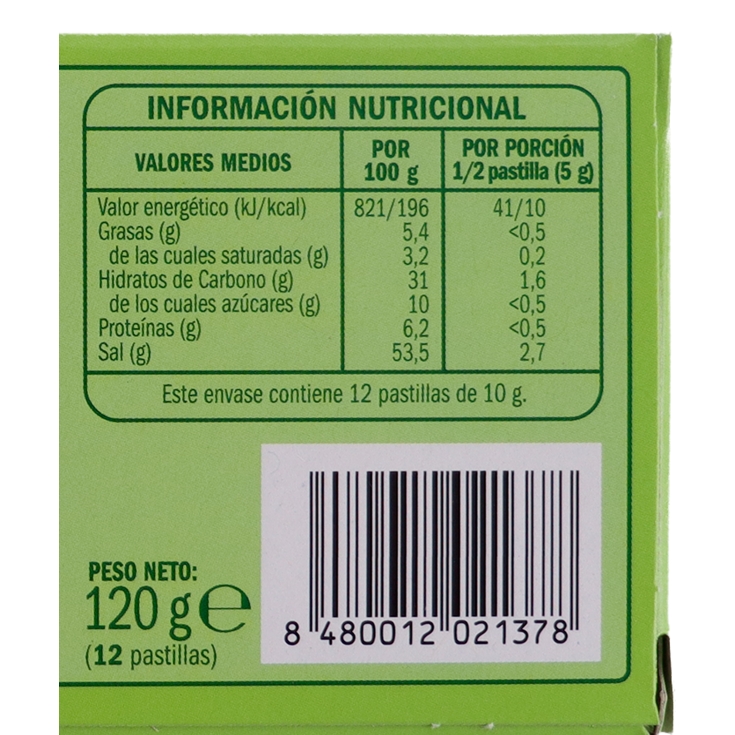 INFORMACIÓN NUTRICIONAL
VALORES MEDIOS POR 100 g POR PORCIÓN 1/2 pastilla (5 g)
Valor energético (kJ/kcal) 821/196 41/10
Grasas (g) 5,4 <0,5
de las cuales saturadas (g) 3,2 0,2
Hidratos de Carbono (g) 31 1,6
de los cuales azúcares (g) 10 <0,5
Proteínas (g) 6,2 <0,5
Sal (g) 53,5 2,7
Este envase contiene 12 pastillas de 10 g.
PESO NETO:
120 g e
(12 pastillas)
8 480012 021378